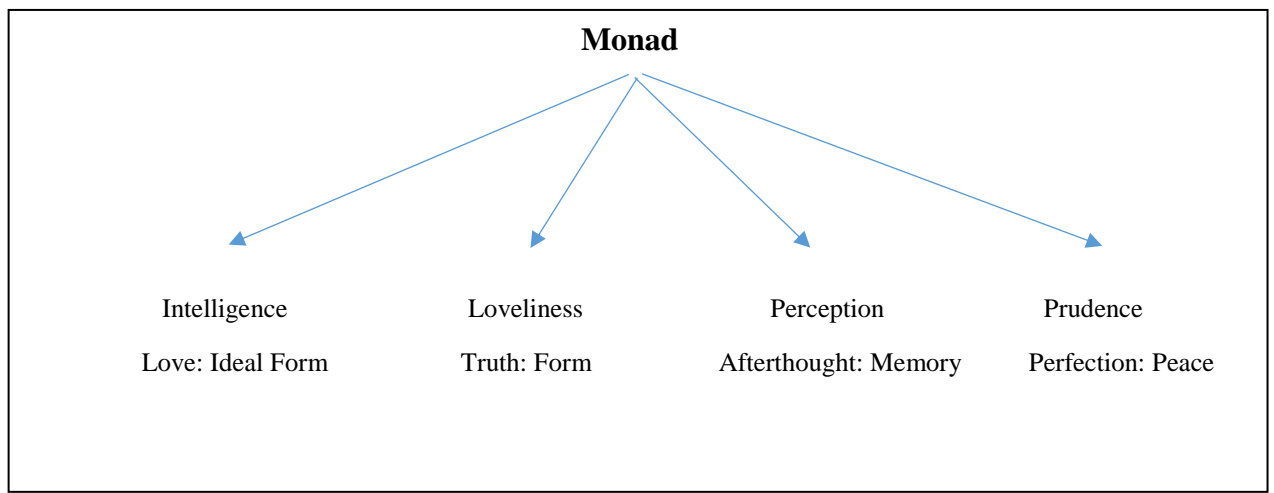 Monad
Intelligence Loveliness Perception Prudence
Love: Ideal Form Truth: Form Afterthought: Memory Perfection: Peace